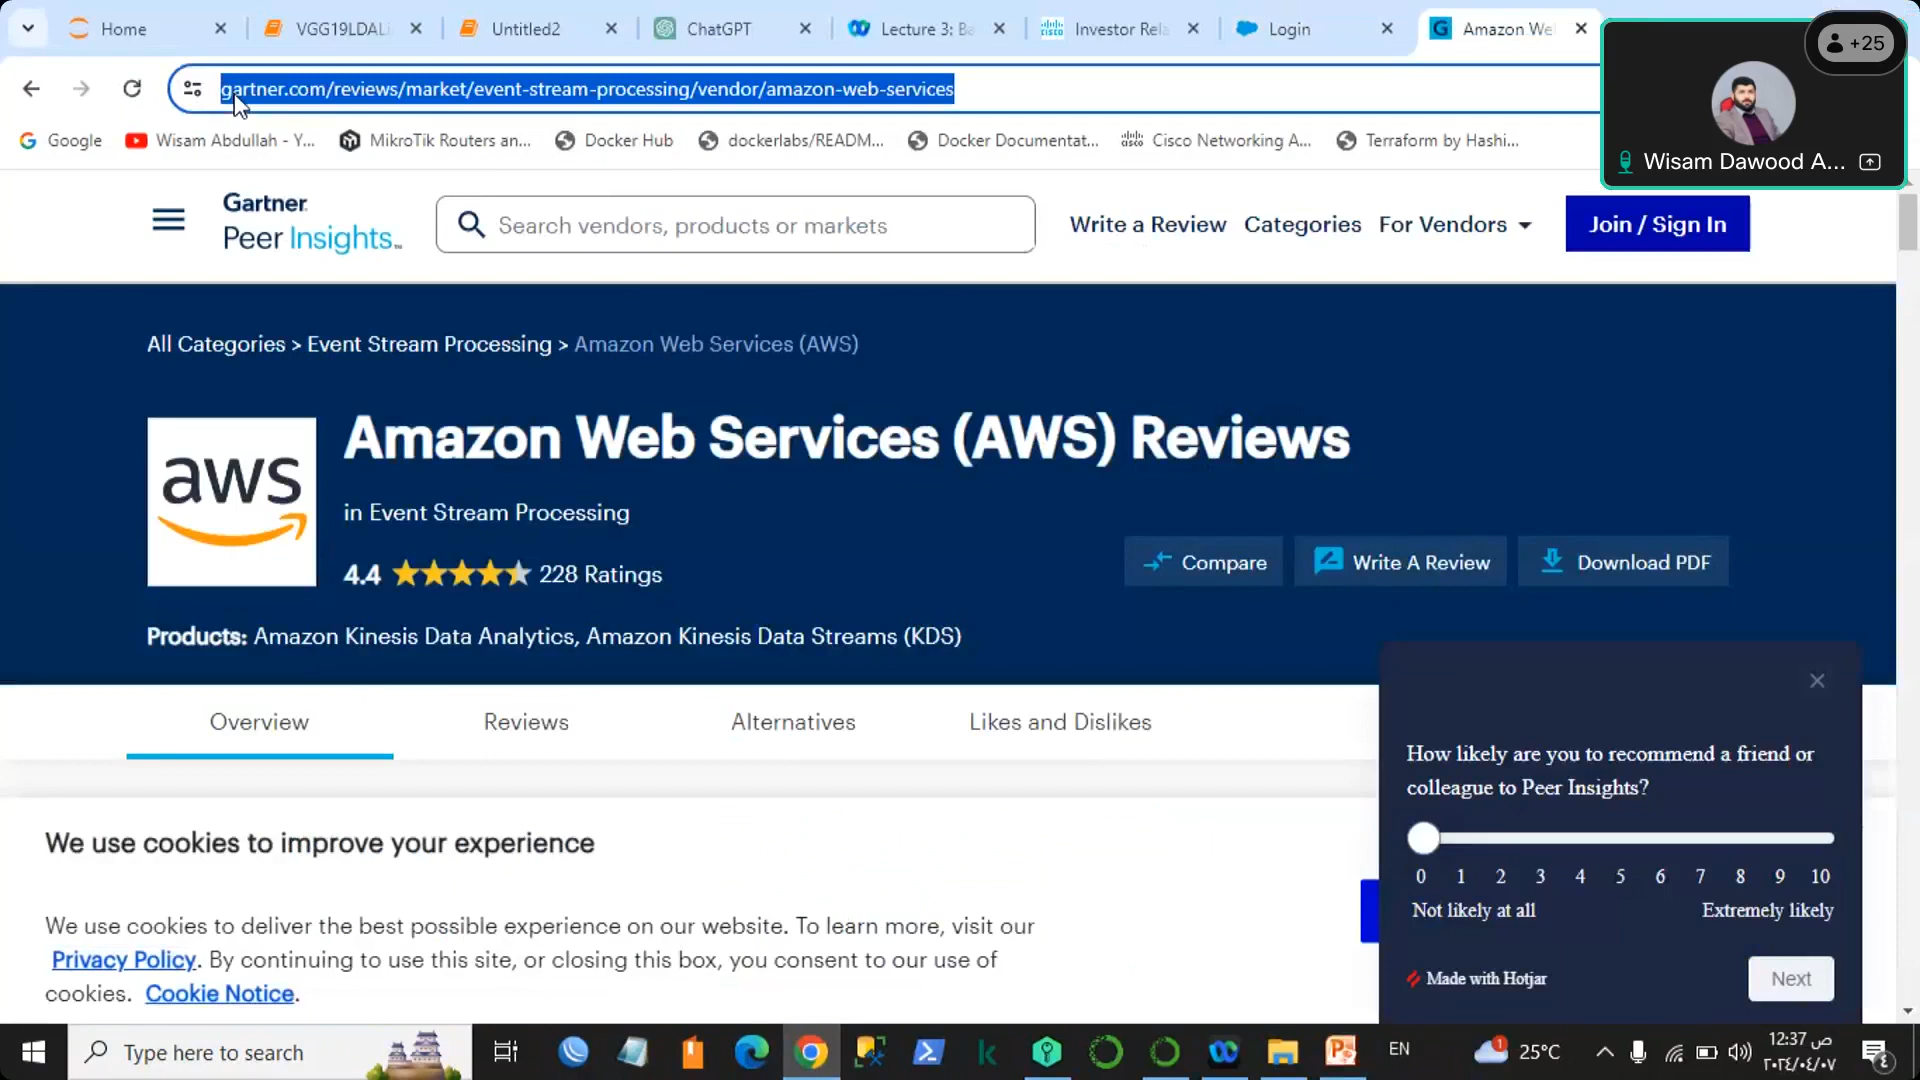 Home
VGG19LDALi
Untitled2
ChatGPT
Lecture 3: Ba
Investor Rela
Login
Amazon We
+25
gartner.com/reviews/market/event-stream-processing/vendor/amazon-web-services
Google
Wisam Abdullah - Y...
MikroTik Routers an...
Docker Hub
dockerlabs/READM...
Docker Documentat...
Cisco Networking A...
Terraform by Hashi...
Wisam Dawood A...
Gartner
Peer Insights™
Search vendors, products or markets
Write a Review
Categories
For Vendors
Join / Sign In
All Categories > Event Stream Processing > Amazon Web Services (AWS)
aws
Amazon Web Services (AWS) Reviews
in Event Stream Processing
4.4
228 Ratings
Compare
Write A Review
Download PDF
Products: Amazon Kinesis Data Analytics, Amazon Kinesis Data Streams (KDS)
Overview
Reviews
Alternatives
Likes and Dislikes
How likely are you to recommend a friend or
colleague to Peer Insights?
0 1 2 3 4 5 6 7 8 9 10
Not likely at all
Extremely likely
Made with Hotjar
Next
We use cookies to improve your experience
We use cookies to deliver the best possible experience on our website. To learn more, visit our
Privacy Policy. By continuing to use this site, or closing this box, you consent to our use of
cookies. Cookie Notice.
Type here to search
EN
1
25°C
12:37 ص
٢٠٢٤/٠٤/٠٧
٤